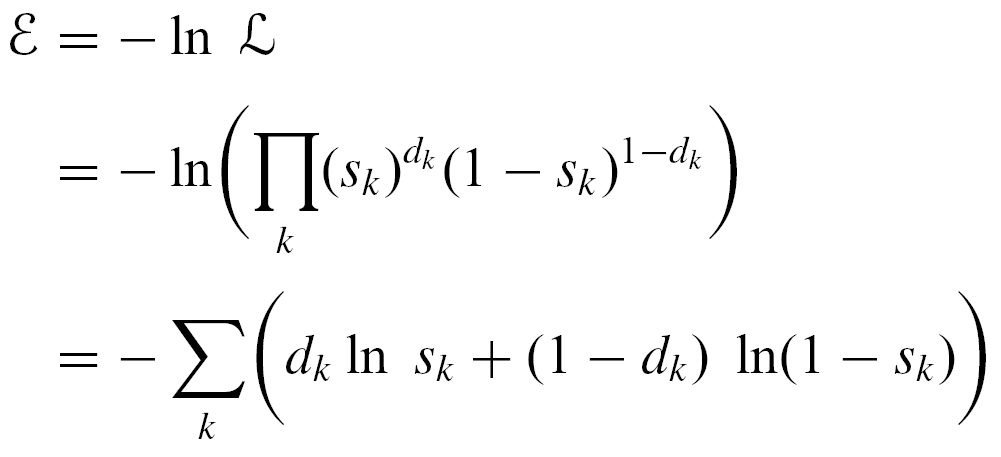 ℰ = − ln ℒ
= − ln(∏ₖ(sₖ)^{dₖ}(1 − sₖ)^{1−dₖ})
= − ∑ₖ(dₖ ln sₖ + (1 − dₖ) ln(1 − sₖ))